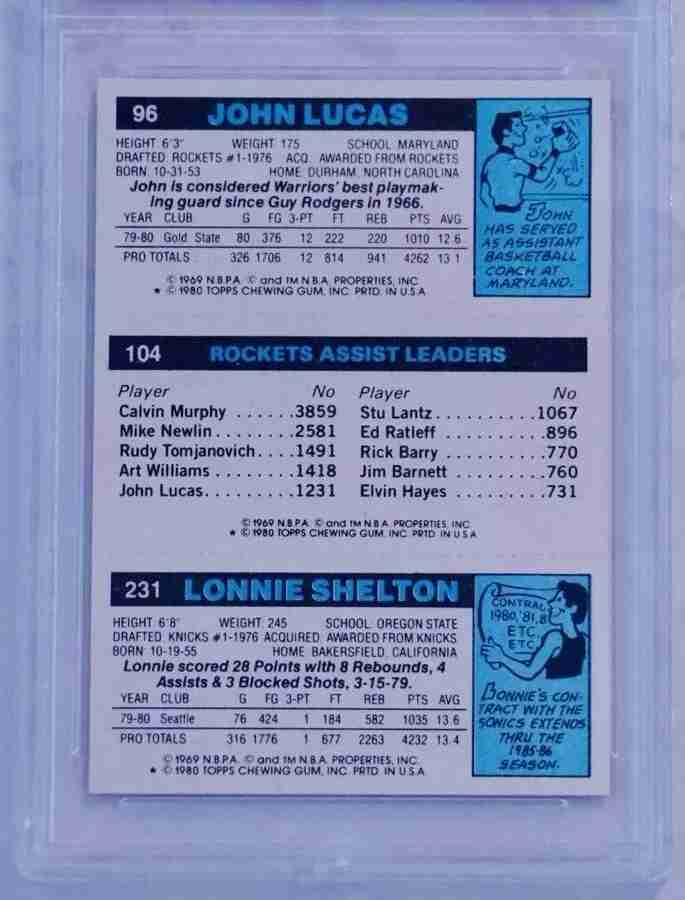 96 JOHN LUCAS
HEIGHT: 6'3" WEIGHT: 175 SCHOOL: MARYLAND
DRAFTED: ROCKETS #1-1976 ACQ. AWARDED FROM ROCKETS
BORN: 10-31-53 HOME: DURHAM, NORTH CAROLINA
John is considered Warriors' best playmak-
ing guard since Guy Rodgers in 1966.
YEAR CLUB G FG 3-PT FT REB PTS AVG
79-80 Gold State 80 376 12 222 220 1010 12.6
PRO TOTALS 326 1706 12 814 941 4262 13.1
© 1969 N.B.P.A. © and TM N.B.A. PROPERTIES, INC.
★ © 1980 TOPPS CHEWING GUM, INC. PRTD. IN U.S.A.
JOHN
HAS SERVED
AS ASSISTANT
BASKETBALL
COACH AT
MARYLAND.
104 ROCKETS ASSIST LEADERS
Player No Player No
Calvin Murphy ......3859 Stu Lantz..........1067
Mike Newlin........2581 Ed Ratleff ..........896
Rudy Tomjanovich....1491 Rick Barry ..........770
Art Williams ........1418 Jim Barnett .........760
John Lucas.........1231 Elvin Hayes .........731
© 1969 N.B.P.A. © and TM N.B.A. PROPERTIES, INC.
★ © 1980 TOPPS CHEWING GUM, INC. PRTD IN U.S.A.
231 LONNIE SHELTON
HEIGHT: 6'8" WEIGHT: 245 SCHOOL: OREGON STATE
DRAFTED: KNICKS #1-1976 ACQUIRED: AWARDED FROM KNICKS
BORN: 10-19-55 HOME: BAKERSFIELD, CALIFORNIA
Lonnie scored 28 Points with 8 Rebounds, 4
Assists & 3 Blocked Shots, 3-15-79.
YEAR CLUB G FG 3-PT FT REB PTS AVG
79-80 Seattle 76 424 1 184 582 1035 13.6
PRO TOTALS 316 1776 1 677 2263 4232 13.4
© 1969 N.B.P.A. © and TM N.B.A. PROPERTIES, INC.
★ © 1980 TOPPS CHEWING GUM, INC. PRTD. IN U.S.A.
CONTRAC
1980,'81,8
ETC.
ETC.
LONNIE'S CON-
TRACT WITH THE
SONICS EXTENDS
THRU THE
1985-86
SEASON.